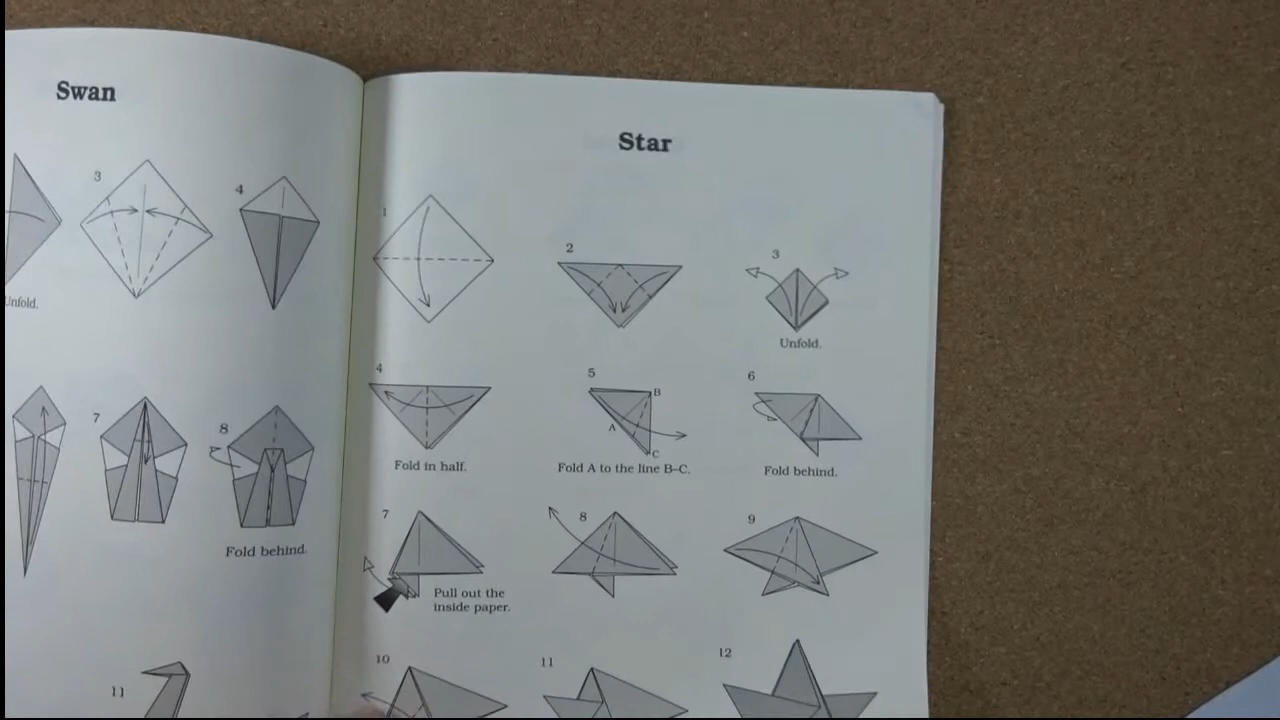 Swan
3
4
Unfold.
7
8
Fold behind.
11
Star
1
2
3
Unfold.
4
5
B
A
C
6
Fold in half.
Fold A to the line B–C.
Fold behind.
7
Pull out the
inside paper.
8
9
10
11
12